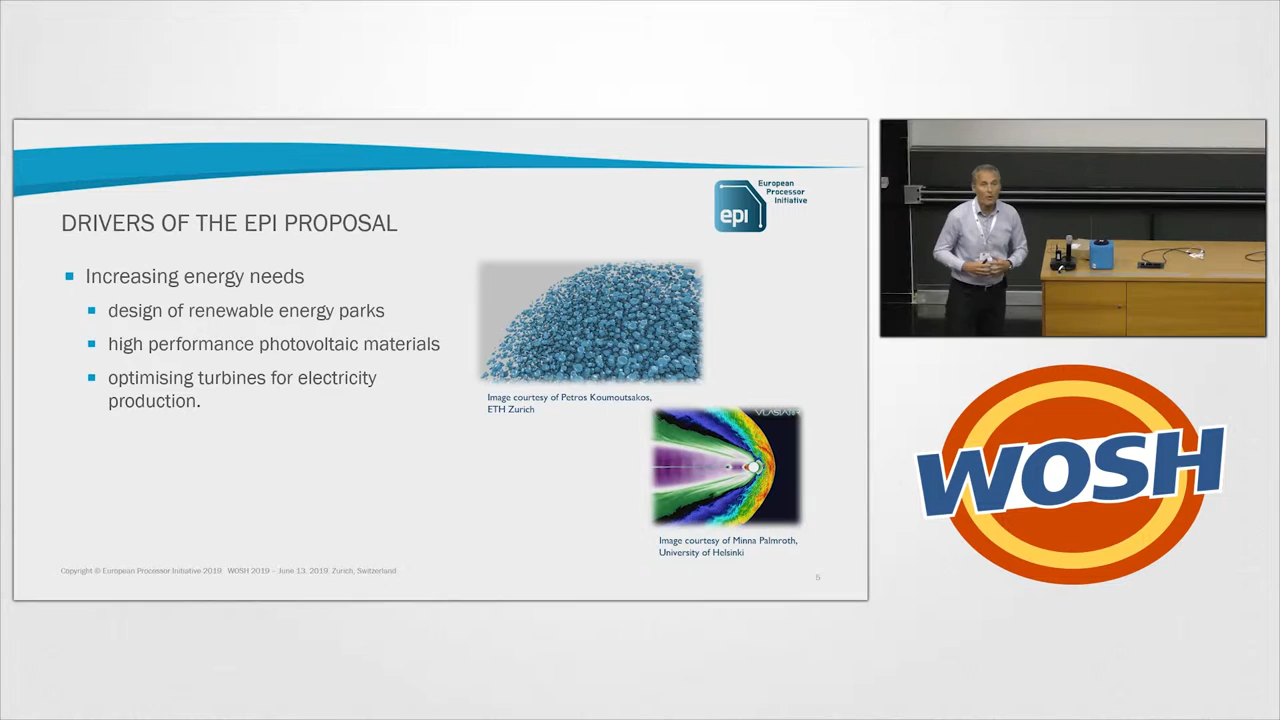 European
Processor
Initiative
epi
DRIVERS OF THE EPI PROPOSAL
Increasing energy needs
design of renewable energy parks
high performance photovoltaic materials
optimising turbines for electricity
production.
Image courtesy of Petros Koumoutsakos,
ETH Zurich
VLASIATOR
Image courtesy of Minna Palmroth,
University of Helsinki
Copyright © European Processor Initiative 2019. WOSH 2019 – June 13. 2019. Zurich, Switzerland
5
WOSH